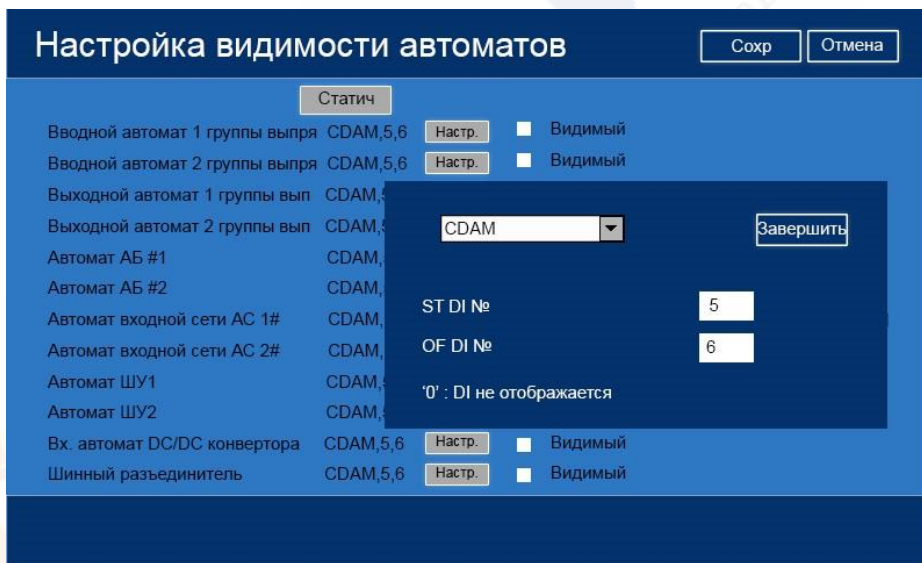 Настройка видимости автоматов Сохр Отмена
Статич
Вводной автомат 1 группы выпря CDAM,5,6 Настр. Видимый
Вводной автомат 2 группы выпря CDAM,5,6 Настр. Видимый
Выходной автомат 1 группы вып CDAM,5
Выходной автомат 2 группы вып CDAM,5
CDAM Завершить
Автомат АБ #1 CDAM,
Автомат АБ #2 CDAM,
ST DI № 5
Автомат входной сети АС 1# CDAM,
OF DI № 6
Автомат входной сети АС 2# CDAM,
Автомат ШУ1 CDAM,
'0' : DI не отображается
Автомат ШУ2 CDAM,
Вх. автомат DC/DC конвертора CDAM,5,6 Настр. Видимый
Шинный разъединитель CDAM,5,6 Настр. Видимый